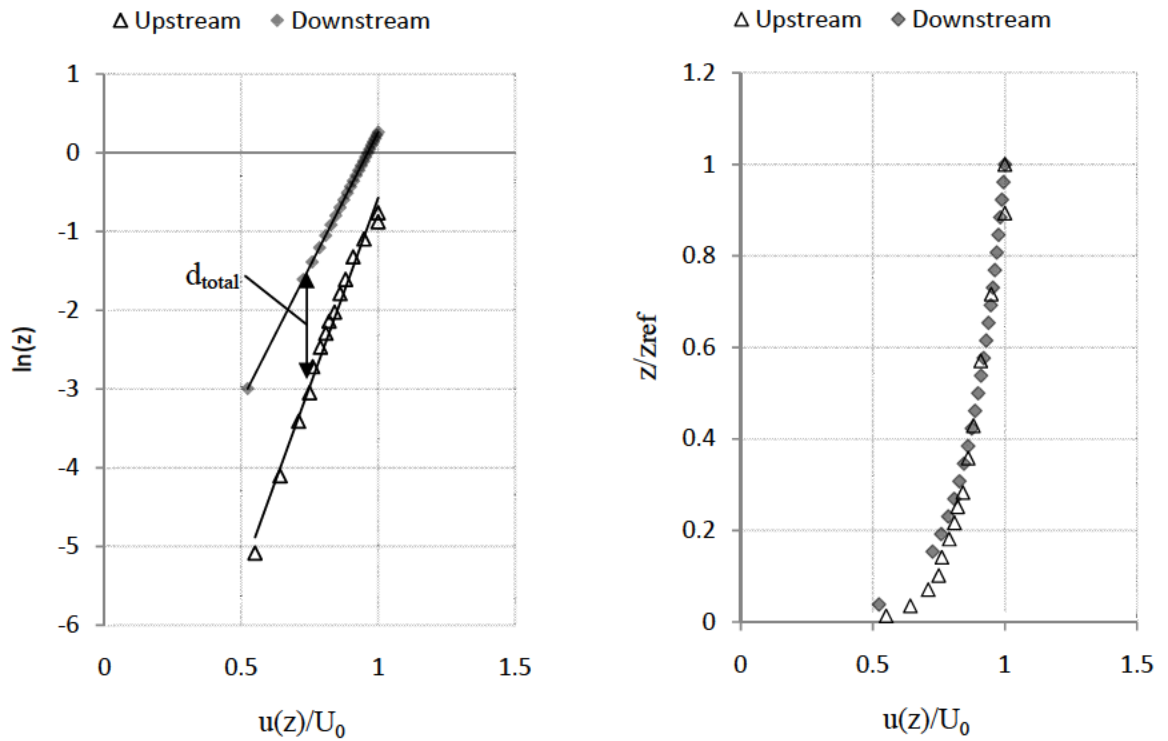 Upstream Downstream
1
0
-1
-2
-3
-4
-5
-6
ln(z)
d_total
0 0.5 1 1.5
u(z)/U_0
Upstream Downstream
1.2
1
0.8
0.6
0.4
0.2
0
z/zref
0 0.5 1 1.5
u(z)/U_0